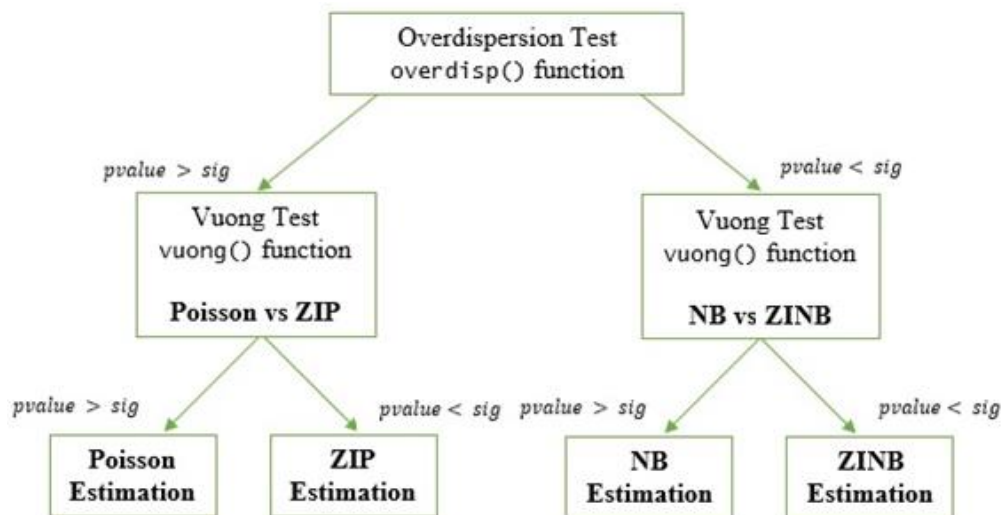 Overdispersion Test
overdisp() function
pvalue > sig
pvalue < sig
Vuong Test
vuong() function
Poisson vs ZIP
Vuong Test
vuong() function
NB vs ZINB
pvalue > sig
pvalue < sig
pvalue > sig
pvalue < sig
Poisson
Estimation
ZIP
Estimation
NB
Estimation
ZINB
Estimation